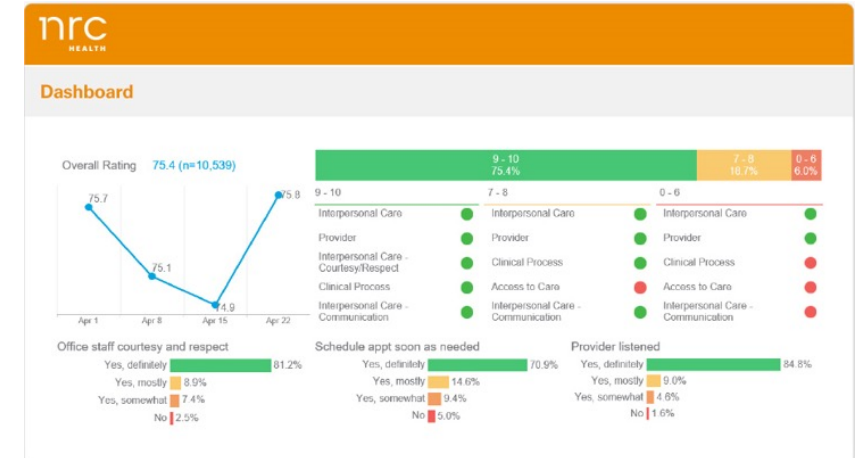 nrc
HEALTH
Dashboard
Overall Rating 75.4 (n=10,539)
75.7
75.1
74.9
75.8
Apr 1 Apr 8 Apr 15 Apr 22
9 - 10
75.4%
7 - 8
18.7%
0 - 6
6.0%
9 - 10
Interpersonal Care
Provider
Interpersonal Care -
Courtesy/Respect
Clinical Process
Interpersonal Care -
Communication
7 - 8
Interpersonal Care
Provider
Clinical Process
Access to Care
Interpersonal Care -
Communication
0 - 6
Interpersonal Care
Provider
Clinical Process
Access to Care
Interpersonal Care -
Communication
Office staff courtesy and respect
Yes, definitely 81.2%
Yes, mostly 8.9%
Yes, somewhat 7.4%
No 2.5%
Schedule appt soon as needed
Yes, definitely 70.9%
Yes, mostly 14.6%
Yes, somewhat 9.4%
No 5.0%
Provider listened
Yes, definitely 84.8%
Yes, mostly 9.0%
Yes, somewhat 4.6%
No 1.6%